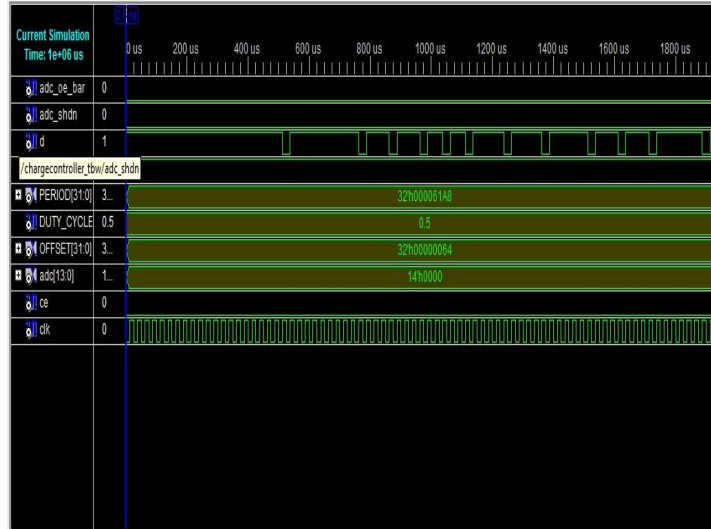 Current Simulation
Time: 1e+06 us
0 us 200 us 400 us 600 us 800 us 1000 us 1200 us 1400 us 1600 us 1800 us
adc_oe_bar 0
adc_shdn 0
d 1
/chargecontroller_tbw/adc_shdn
PERIOD[31:0] 3... 32'h000061A8
DUTY_CYCLE 0.5 0.5
OFFSET[31:0] 3... 32'h00000064
adc[13:0] 1... 14'h0000
ce 0
clk 0